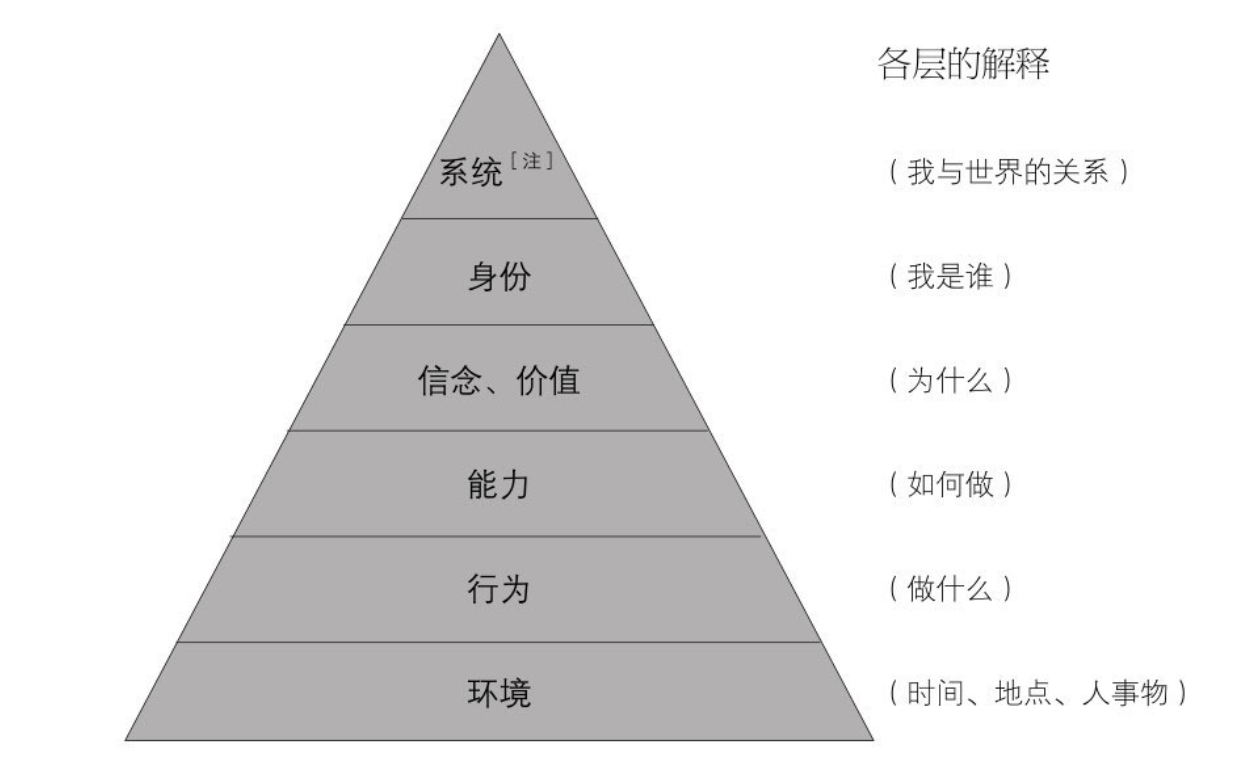 各层的解释
系统[注] (我与世界的关系)
身份 (我是谁)
信念、价值 (为什么)
能力 (如何做)
行为 (做什么)
环境 (时间、地点、人事物)